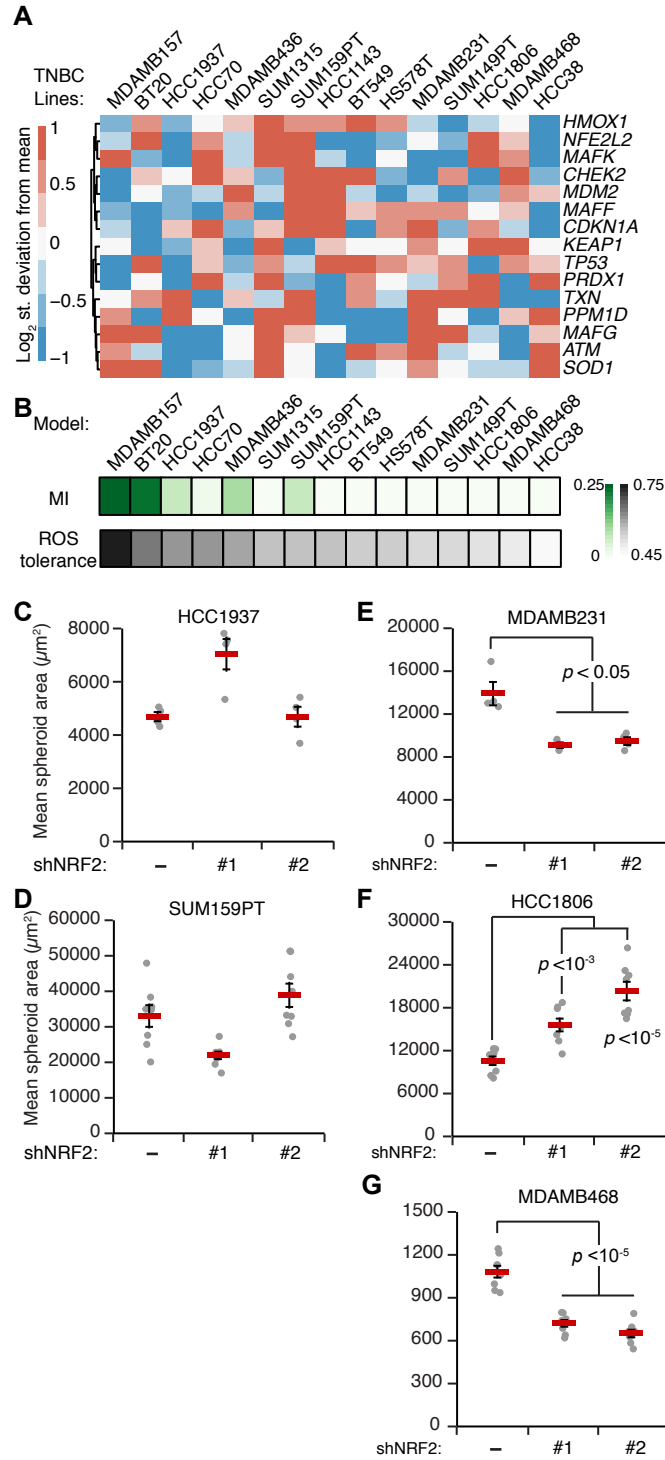 A
TNBC
Lines:
MDAMB157
BT20
HCC1937
HCC70
MDAMB436
SUM1315
SUM159PT
HCC1143
BT549
HS578T
MDAMB231
SUM149PT
HCC1806
MDAMB468
HCC38
Log2 st. deviation from mean
1
0.5
0
−0.5
−1
HMOX1
NFE2L2
MAFK
CHEK2
MDM2
MAFF
CDKN1A
KEAP1
TP53
PRDX1
TXN
PPM1D
MAFG
ATM
SOD1
B
Model:
MDAMB157
BT20
HCC1937
HCC70
MDAMB436
SUM1315
SUM159PT
HCC1143
BT549
HS578T
MDAMB231
SUM149PT
HCC1806
MDAMB468
HCC38
MI
ROS
tolerance
0.25
0
0.75
0.45
C
HCC1937
Mean spheroid area (µm²)
8000
6000
4000
2000
0
shNRF2: – #1 #2
D
SUM159PT
Mean spheroid area (µm²)
60000
50000
40000
30000
20000
10000
0
shNRF2: – #1 #2
E
MDAMB231
20000
16000
12000
8000
4000
0
p < 0.05
shNRF2: – #1 #2
F
HCC1806
30000
24000
18000
12000
6000
0
p <10⁻³
p <10⁻⁵
shNRF2: – #1 #2
G
MDAMB468
1500
1200
900
600
300
0
p <10⁻⁵
shNRF2: – #1 #2